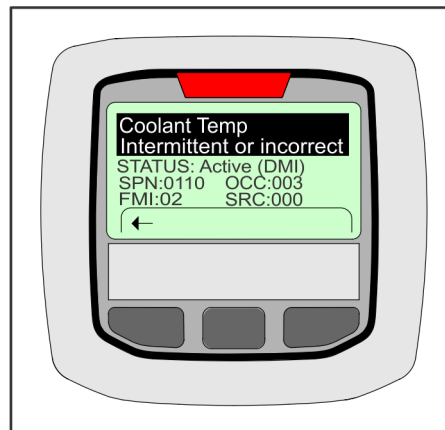 Coolant Temp
Intermittent or incorrect
STATUS: Active (DMI)
SPN:0110 OCC:003
FMI:02 SRC:000